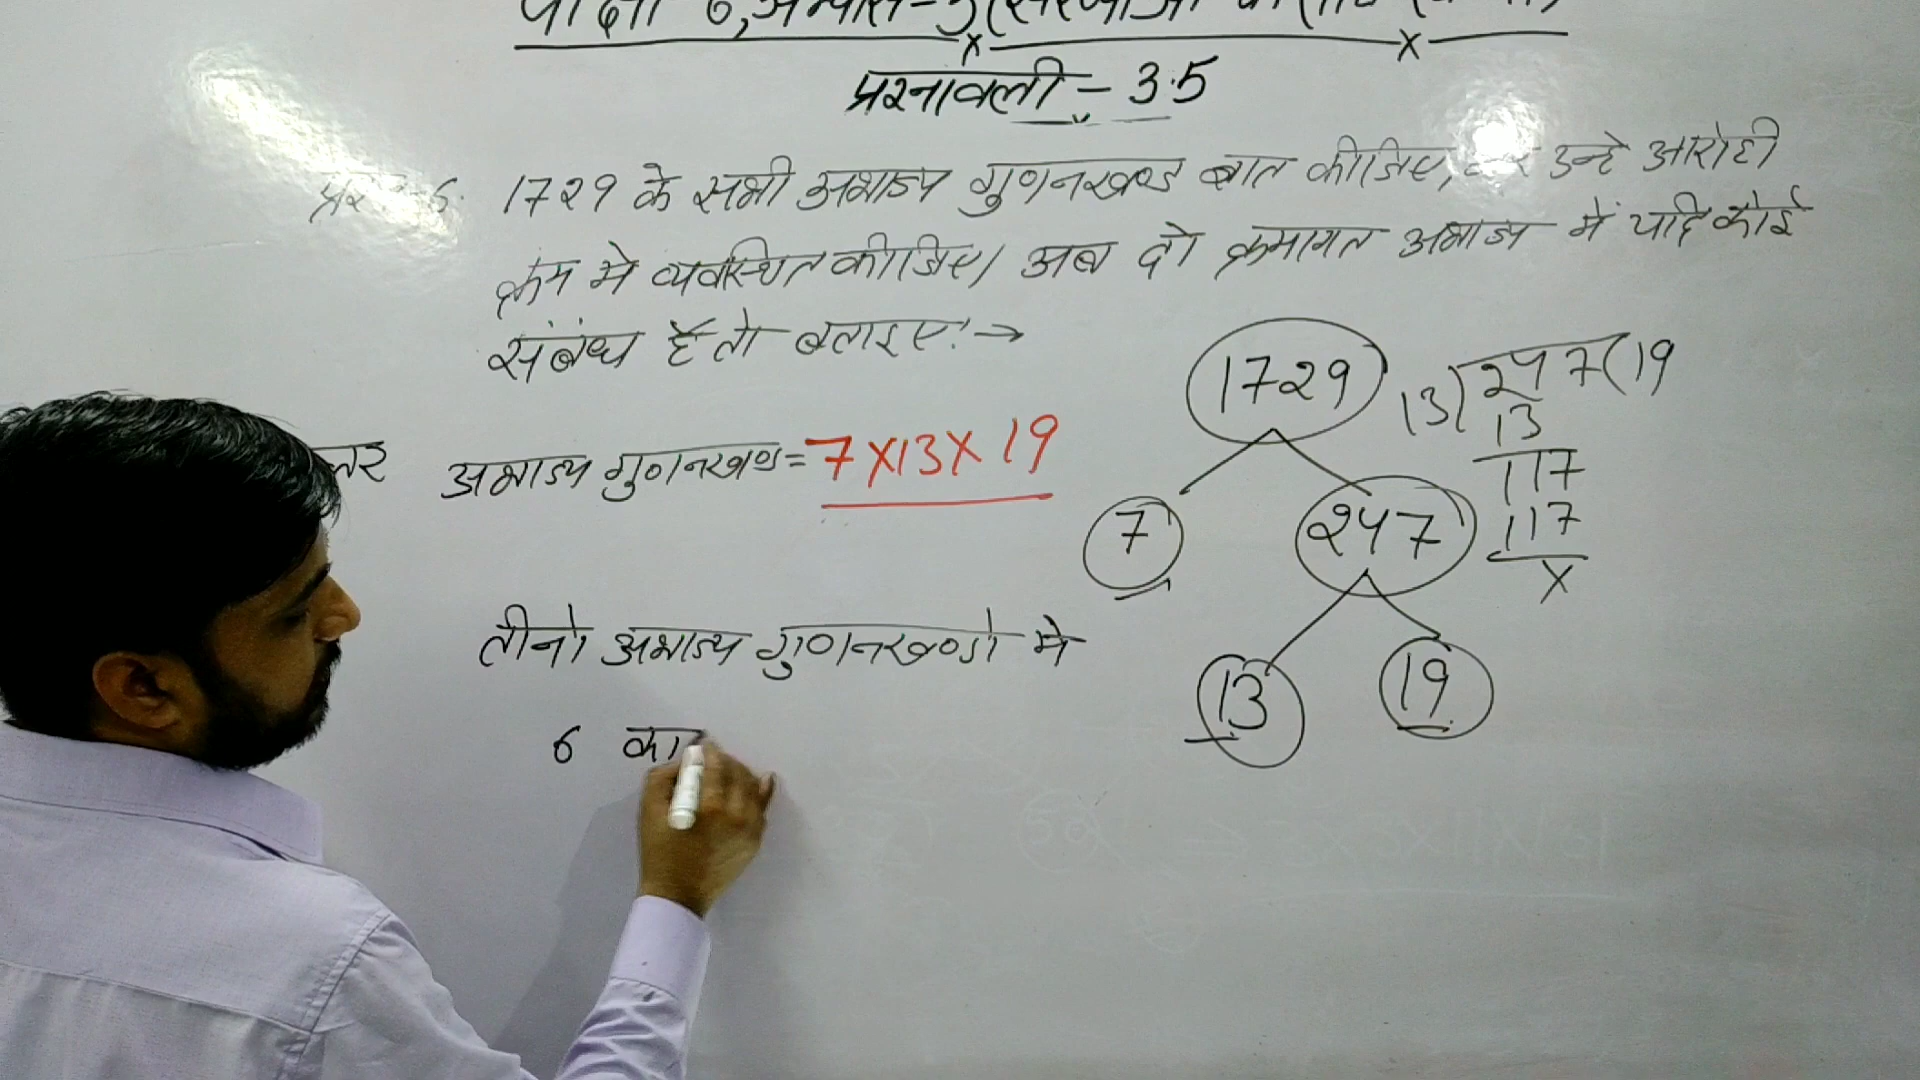 प्रश्नावली - 3.5
6. 1729 के सभी अभाज्य गुणनखण्ड ज्ञात कीजिए, उन्हे आरोही
क्रम मे व्यवस्थित कीजिए। अब दो क्रमागत अभाज्य में यदि कोई
संबंध हैं तो बताइए:→
अभाज्य गुणनखण्ड = 7 X 13 X 19
तीनो अभाज्य गुणनखण्डो मे
6 का
1729
7 247
13 19
13) 247 (19
13
117
117
X